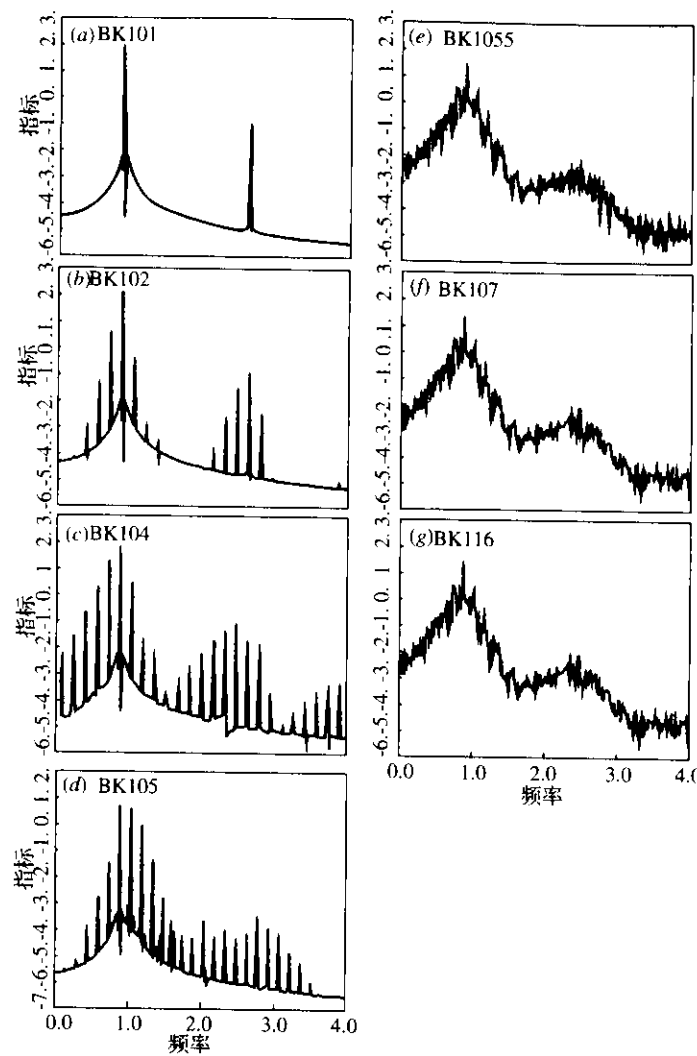 (a)BK101
指标
-6.-5.-4.-3.-2.-1. 0. 1. 2. 3.
(b)BK102
指标
-6.-5.-4.-3.-2.-1. 0. 1. 2. 3.
(c)BK104
指标
-6.-5.-4.-3.-2.-1. 0. 1 2. 3.
(d) BK105
指标
-7.-6.-5.-4.-3.-2.-1. 0. 1. 2.
0.0 1.0 2.0 3.0 4.0
频率
(e) BK1055
-6.-5.-4.-3.-2.-1. 0. 1. 2. 3.
(f) BK107
-6.-5.-4.-3.-2. -1. 0. 1. 2. 3.
(g)BK116
-6.-5.-4.-3.-2.-1. 0. 1. 2. 3.
0.0 1.0 2.0 3.0 4.0
频率